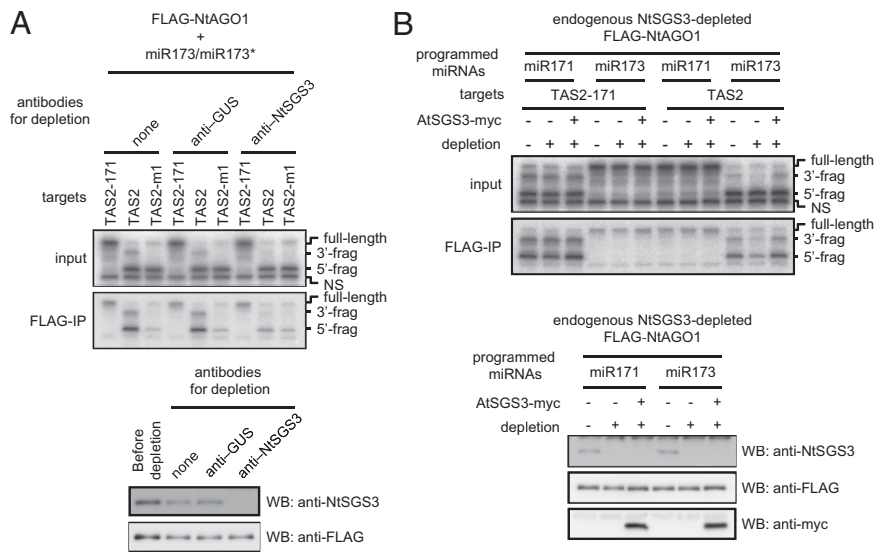 A
FLAG-NtAGO1
+
miR173/miR173*
antibodies
for depletion
none
anti–GUS
anti–NtSGS3
targets
TAS2-171
TAS2
TAS2-m1
TAS2-171
TAS2
TAS2-m1
TAS2-171
TAS2
TAS2-m1
input
full-length
3'-frag
5'-frag
NS
FLAG-IP
full-length
3'-frag
5'-frag
antibodies
for depletion
Before
depletion
none
anti–GUS
anti–NtSGS3
WB: anti-NtSGS3
WB: anti-FLAG
B
endogenous NtSGS3-depleted
FLAG-NtAGO1
programmed
miRNAs
miR171 miR173 miR171 miR173
targets TAS2-171 TAS2
AtSGS3-myc - - + - - + - - + - - +
depletion - + + - + + - + + - + +
input
full-length
3'-frag
5'-frag
NS
FLAG-IP
full-length
3'-frag
5'-frag
endogenous NtSGS3-depleted
FLAG-NtAGO1
programmed
miRNAs
miR171 miR173
AtSGS3-myc - - + - - +
depletion - + + - + +
WB: anti-NtSGS3
WB: anti-FLAG
WB: anti-myc